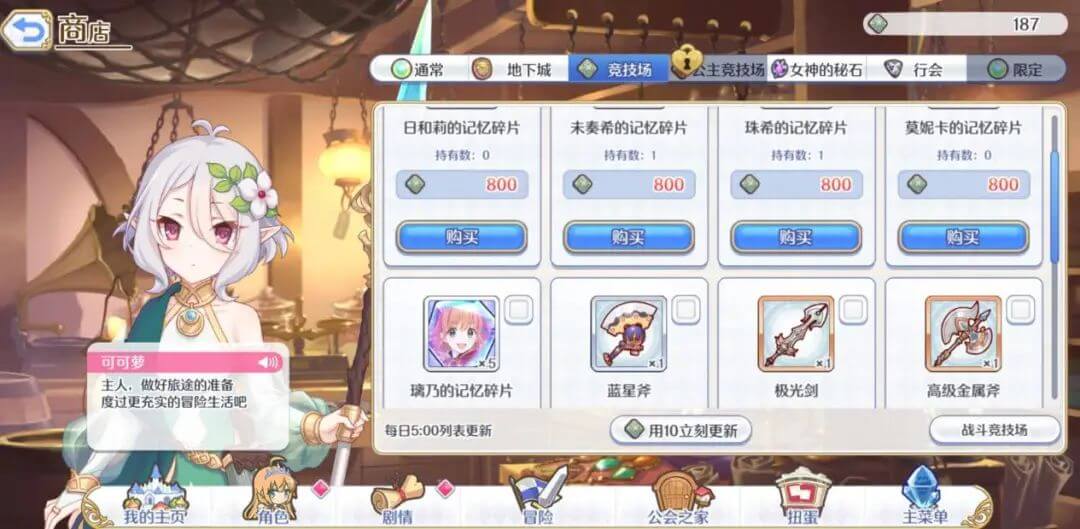 商店
187
通常
地下城
竞技场
公主竞技场
女神的秘石
行会
限定
日和莉的记忆碎片
未奏希的记忆碎片
珠希的记忆碎片
莫妮卡的记忆碎片
持有数：0
持有数：1
持有数：1
持有数：0
800
800
800
800
购买
购买
购买
购买
×5
×1
×1
×1
璃乃的记忆碎片
蓝星斧
极光剑
高级金属斧
可可萝
主人，做好旅途的准备
度过更充实的冒险生活吧
每日5:00列表更新
用10立刻更新
战斗竞技场
我的主页
角色
剧情
冒险
公会之家
扭蛋
主菜单